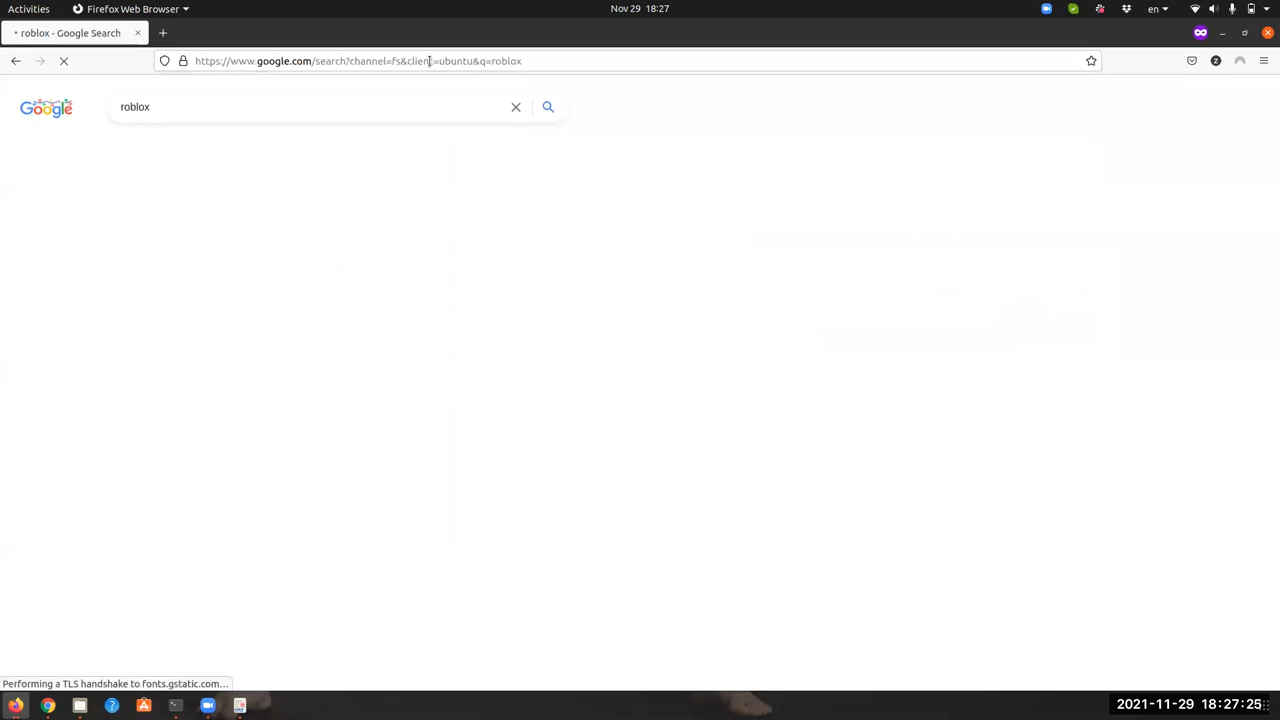 Activities Firefox Web Browser Nov 29 18:27 en
roblox - Google Search
https://www.google.com/search?channel=fs&client=ubuntu&q=roblox
Google roblox
Performing a TLS handshake to fonts.gstatic.com…
2021-11-29 18:27:25